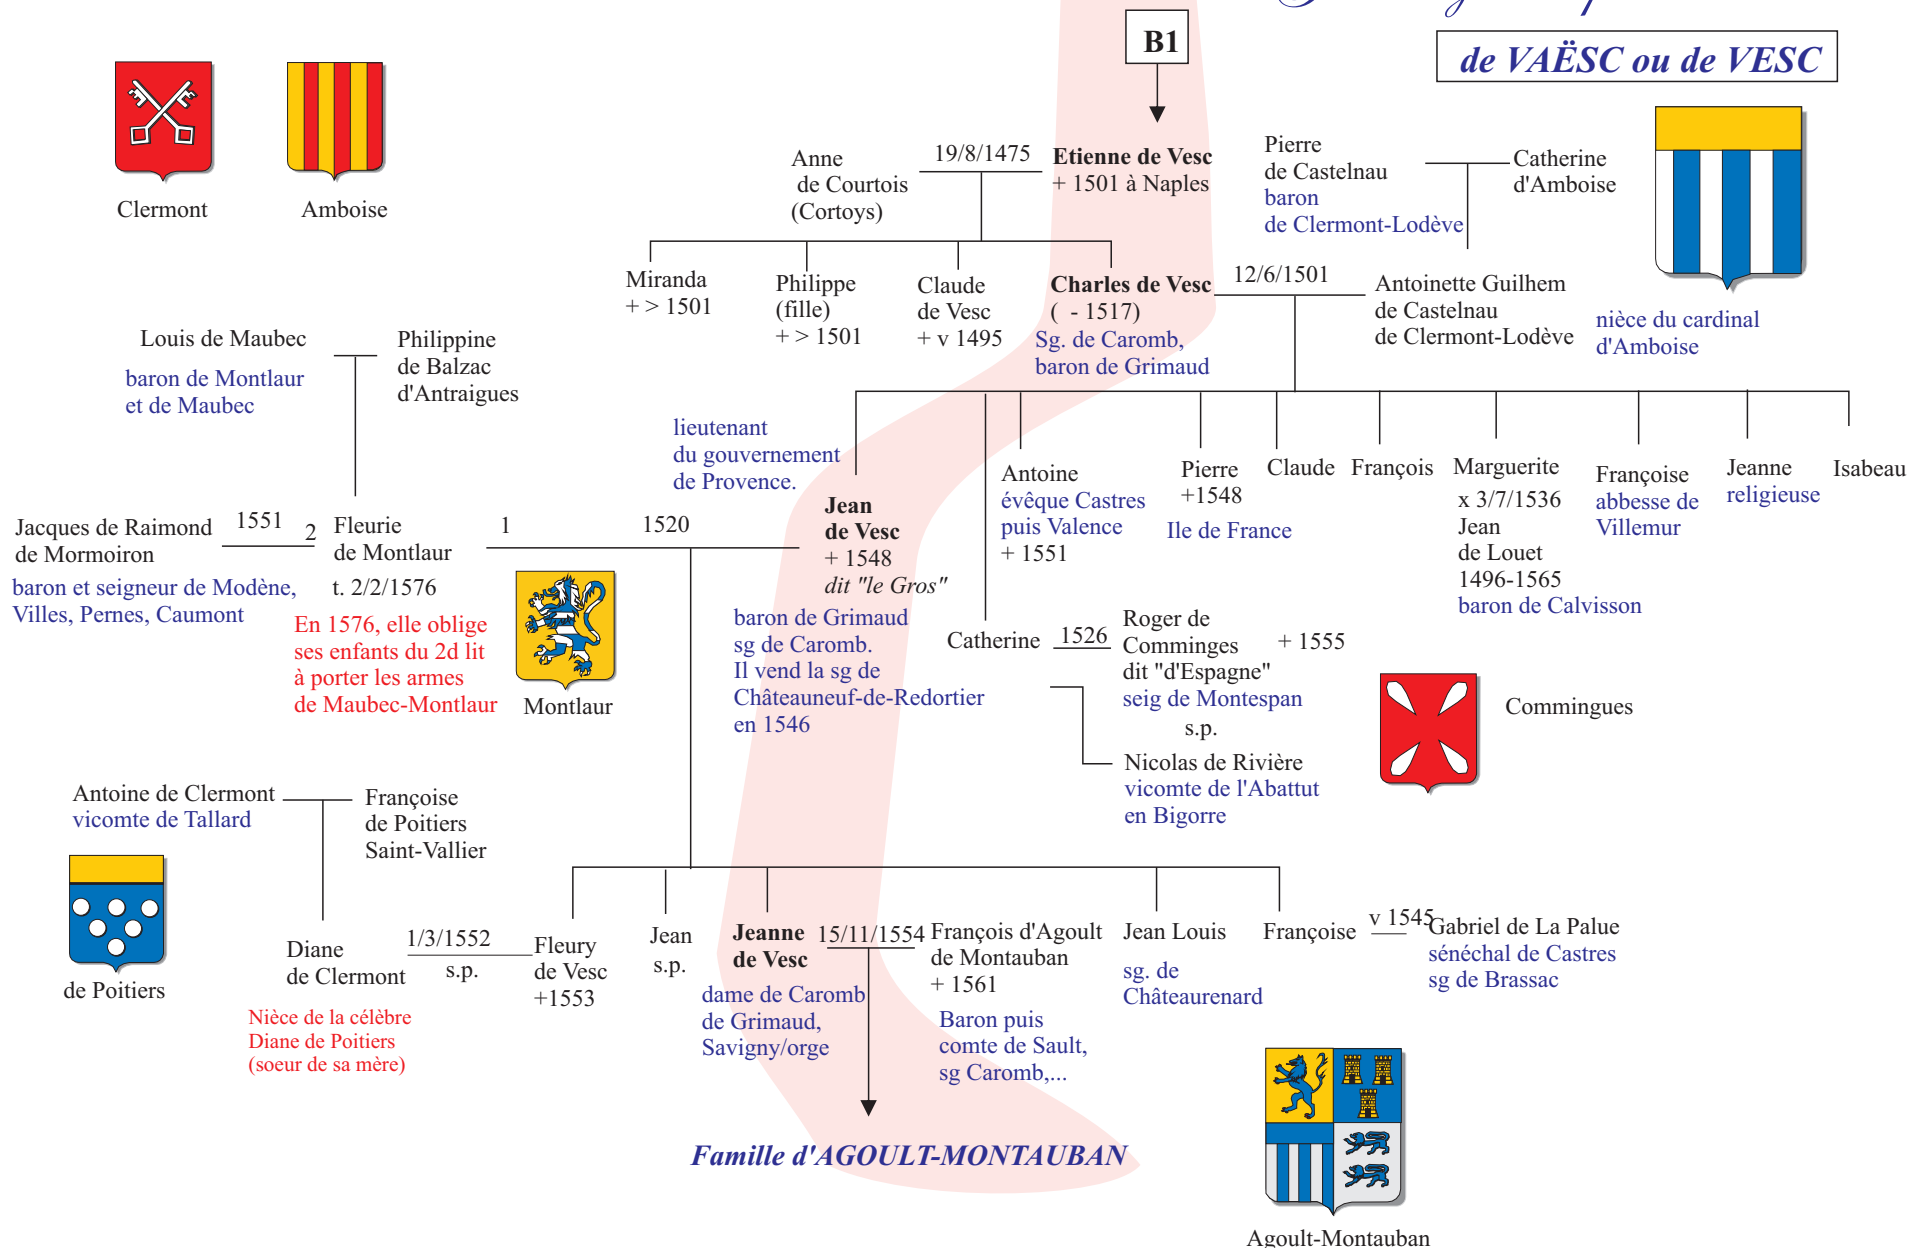 B1
de VAËSC ou de VESC
Clermont
Amboise
Anne
de Courtois
(Cortoys)
19/8/1475
Etienne de Vesc
+ 1501 à Naples
Pierre
de Castelnau
baron
de Clermont-Lodève
Catherine
d'Amboise
Miranda
+ > 1501
Philippe
(fille)
+ > 1501
Claude
de Vesc
+ v 1495
Charles de Vesc
( - 1517)
Sg. de Caromb,
baron de Grimaud
12/6/1501
Antoinette Guilhem
de Castelnau
de Clermont-Lodève
nièce du cardinal
d'Amboise
Louis de Maubec
baron de Montlaur
et de Maubec
Philippine
de Balzac
d'Antraigues
lieutenant
du gouvernement
de Provence.
Jacques de Raimond
de Mormoiron
baron et seigneur de Modène,
Villes, Pernes, Caumont
1551
2
Fleurie
de Montlaur
t. 2/2/1576
En 1576, elle oblige
ses enfants du 2d lit
à porter les armes
de Maubec-Montlaur
1
1520
Montlaur
Jean
de Vesc
+ 1548
dit "le Gros"
baron de Grimaud
sg de Caromb.
Il vend la sg de
Châteauneuf-de-Redortier
en 1546
Antoine
évêque Castres
puis Valence
+ 1551
Pierre
+1548
Ile de France
Claude
François
Marguerite
x 3/7/1536
Jean
de Louet
1496-1565
baron de Calvisson
Françoise
abbesse de
Villemur
Jeanne
religieuse
Isabeau
Catherine
1526
Roger de
Comminges
dit "d'Espagne"
seig de Montespan
s.p.
+ 1555
Nicolas de Rivière
vicomte de l'Abattut
en Bigorre
Commingues
Antoine de Clermont
vicomte de Tallard
Françoise
de Poitiers
Saint-Vallier
de Poitiers
Diane
de Clermont
Nièce de la célèbre
Diane de Poitiers
(soeur de sa mère)
1/3/1552
s.p.
Fleury
de Vesc
+1553
Jean
s.p.
Jeanne
de Vesc
dame de Caromb
de Grimaud,
Savigny/orge
15/11/1554
François d'Agoult
de Montauban
+ 1561
Baron puis
comte de Sault,
sg Caromb,...
Jean Louis
sg. de
Châteaurenard
Françoise
v 1545
Gabriel de La Palue
sénéchal de Castres
sg de Brassac
Famille d'AGOULT-MONTAUBAN
Agoult-Montauban